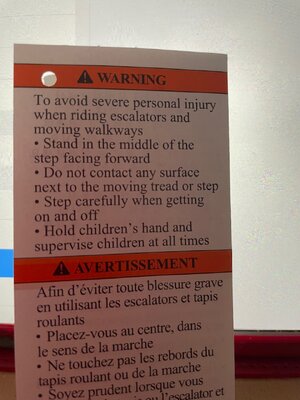 ⚠ WARNING
To avoid severe personal injury
when riding escalators and
moving walkways
• Stand in the middle of the
step facing forward
• Do not contact any surface
next to the moving tread or step
• Step carefully when getting
on and off
• Hold children's hand and
supervise children at all times
⚠ AVERTISSEMENT
Afin d'éviter toute blessure grave
en utilisant les escalators et tapis
roulants
• Placez-vous au centre, dans
le sens de la marche
• Ne touchez pas les rebords du
tapis roulant ou de la marche
• Soyez prudent lorsque vous
ou l'escalator et